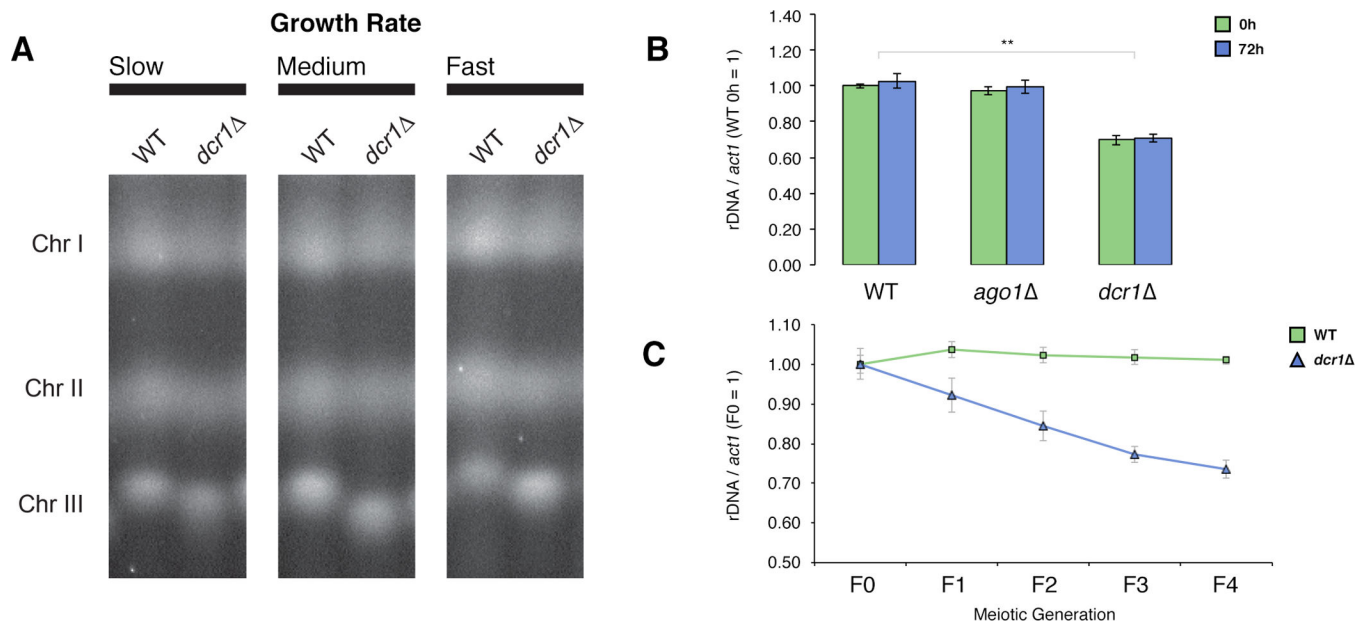 A
Growth Rate
Slow
Medium
Fast
WT
dcr1Δ
WT
dcr1Δ
WT
dcr1Δ
Chr I
Chr II
Chr III
B
rDNA / act1 (WT 0h = 1)
1.40
1.20
1.00
0.80
0.60
0.40
0.20
0.00
**
0h
72h
WT
ago1Δ
dcr1Δ
C
rDNA / act1 (F0 = 1)
1.10
1.00
0.90
0.80
0.70
0.60
0.50
WT
dcr1Δ
F0
F1
F2
F3
F4
Meiotic Generation